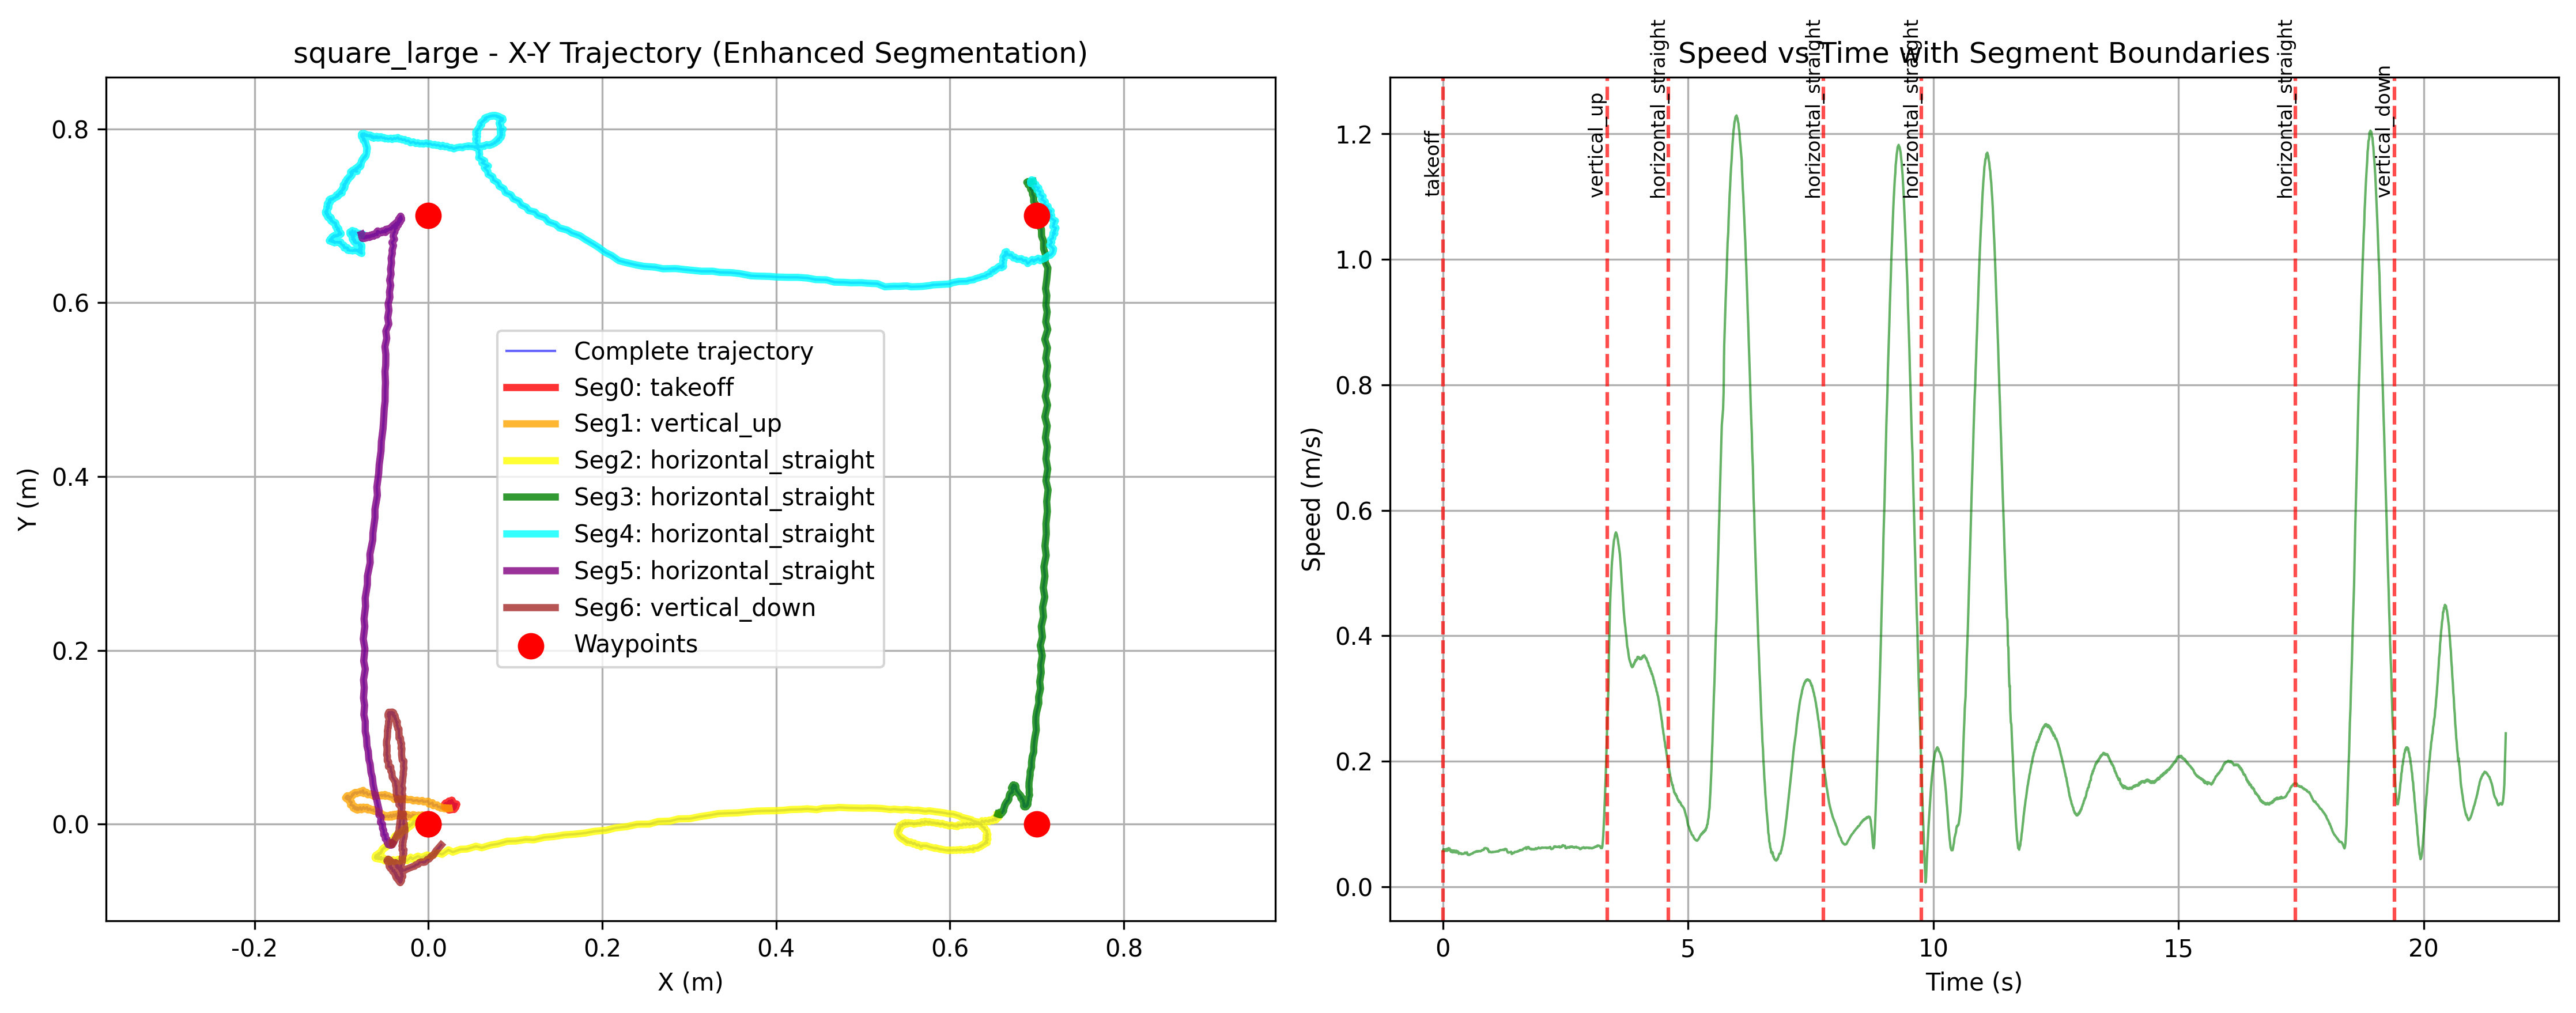 square_large - X-Y Trajectory (Enhanced Segmentation)
Y (m)
0.8
0.6
0.4
0.2
0.0
-0.2
0.0
0.2
0.4
0.6
0.8
X (m)
Complete trajectory
Seg0: takeoff
Seg1: vertical_up
Seg2: horizontal_straight
Seg3: horizontal_straight
Seg4: horizontal_straight
Seg5: horizontal_straight
Seg6: vertical_down
Waypoints
Speed vs Time with Segment Boundaries
takeoff
vertical_up
horizontal_straight
horizontal_straight
horizontal_straight
horizontal_straight
vertical_down
Speed (m/s)
1.2
1.0
0.8
0.6
0.4
0.2
0.0
0
5
10
15
20
Time (s)